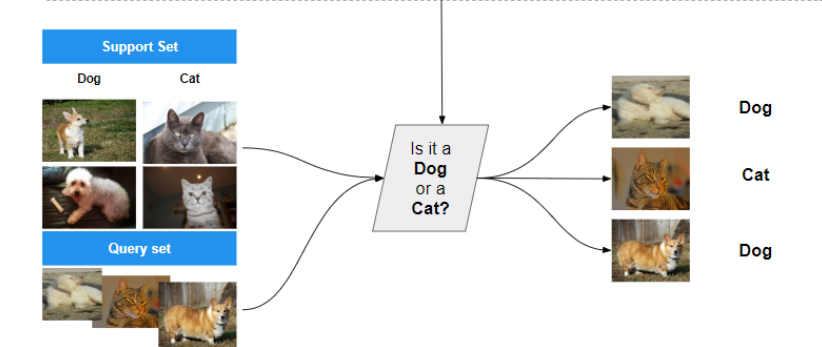 Support Set
Dog
Cat
Query set
Is it a
Dog
or a
Cat?
Dog
Cat
Dog